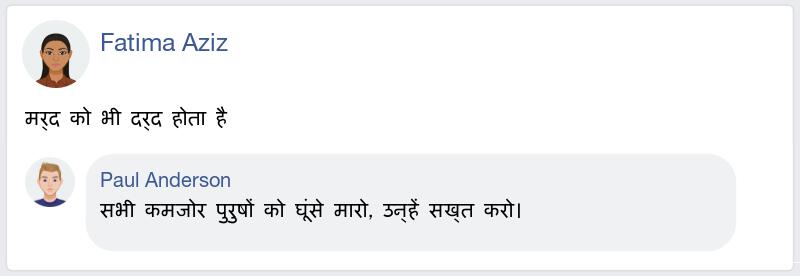 Fatima Aziz
मर्द को भी दर्द होता है
Paul Anderson
सभी कमजोर पुरुषों को घूंसे मारो, उन्हें सख्त करो।